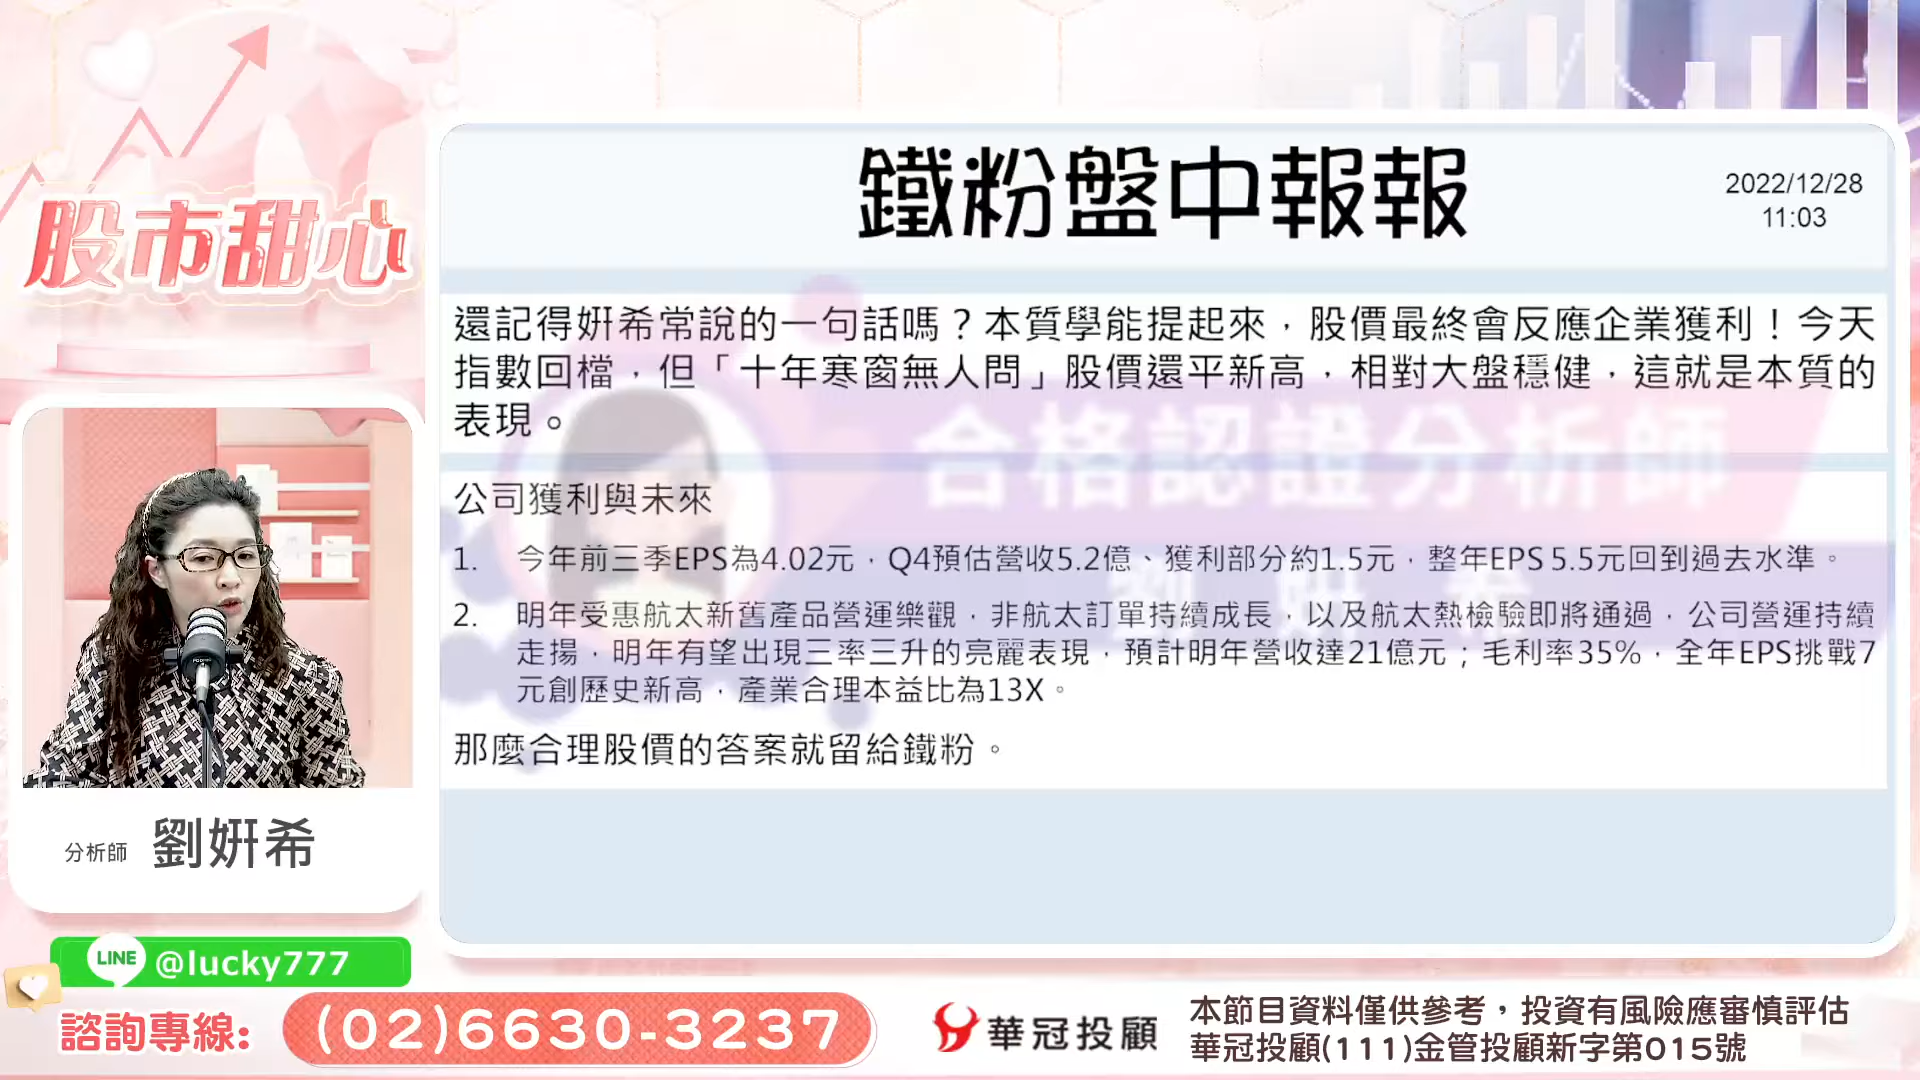 股市甜心
鐵粉盤中報報
2022/12/28
11:03
還記得姸希常說的一句話嗎？本質學能提起來，股價最終會反應企業獲利！今天
指數回檔，但「十年寒窗無人問」股價還平新高，相對大盤穩健，這就是本質的
表現。
合格認證分析師
公司獲利與未來
1. 今年前三季EPS為4.02元，Q4預估營收5.2億、獲利部分約1.5元，整年EPS 5.5元回到過去水準。
2. 明年受惠航太新舊產品營運樂觀，非航太訂單持續成長，以及航太熱檢驗即將通過，公司營運持續
走揚，明年有望出現三率三升的亮麗表現，預計明年營收達21億元；毛利率35%，全年EPS挑戰7
元創歷史新高，產業合理本益比為13X。
那麼合理股價的答案就留給鐵粉。
分析師 劉姸希
LINE @lucky777
諮詢專線:
(02)6630-3237
華冠投顧
本節目資料僅供參考，投資有風險應審慎評估
華冠投顧(111)金管投顧新字第015號